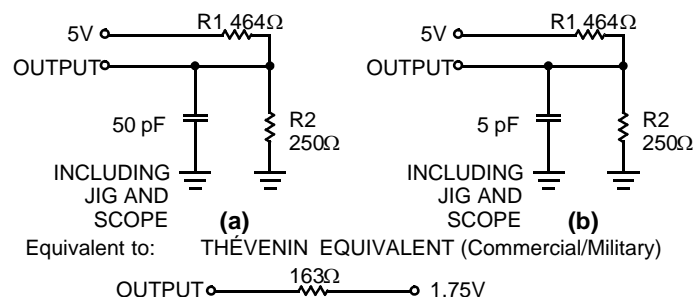 R1 464Ω
5V
OUTPUT
50 pF
R2
250Ω
INCLUDING
JIG AND
SCOPE
(a)
R1 464Ω
5V
OUTPUT
5 pF
R2
250Ω
INCLUDING
JIG AND
SCOPE
(b)
Equivalent to: THÉVENIN EQUIVALENT (Commercial/Military)
163Ω
OUTPUT 1.75V